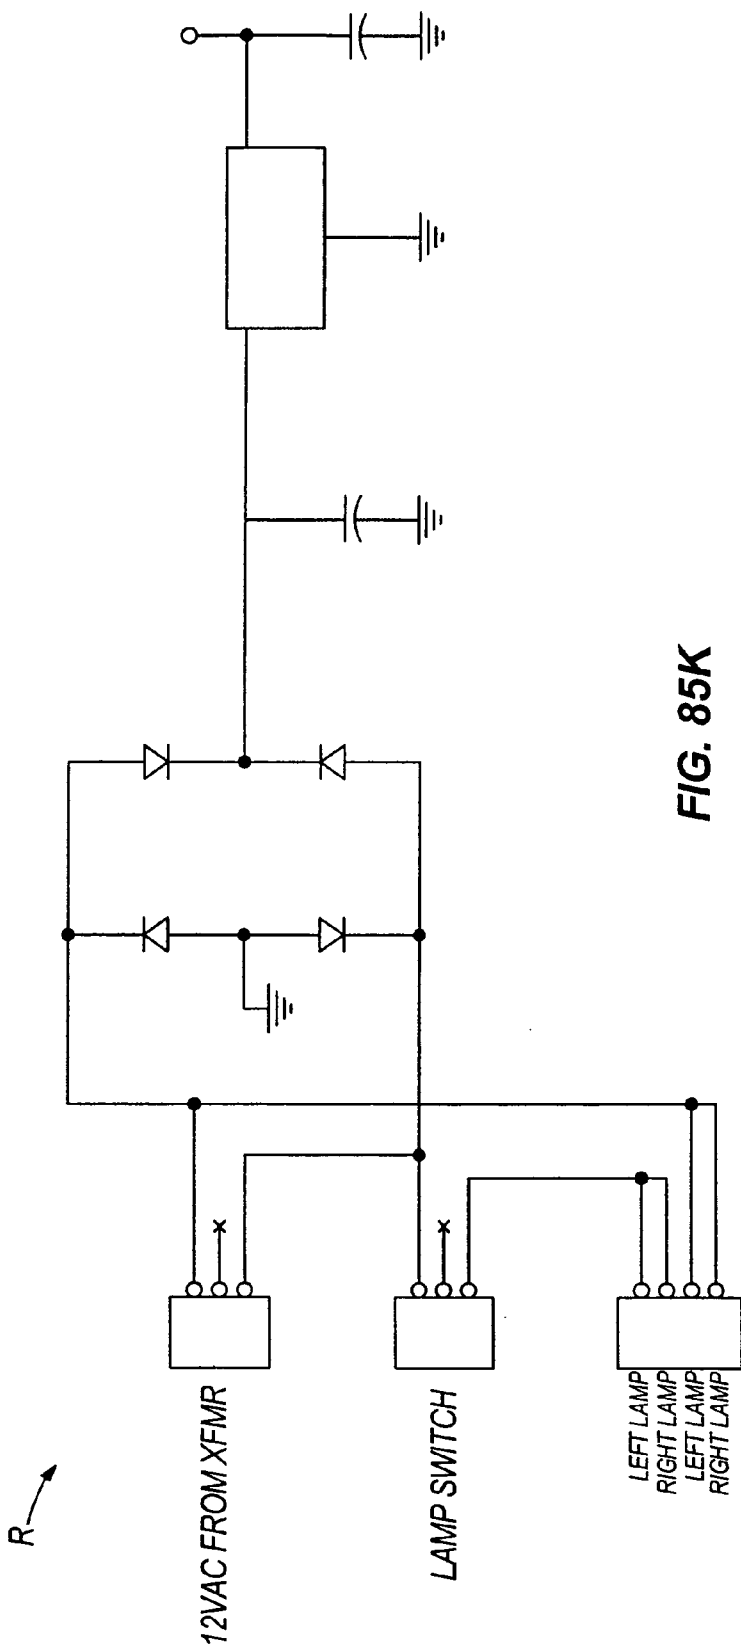 R
12VAC FROM XFMR
LAMP SWITCH
LEFT LAMP
RIGHT LAMP
LEFT LAMP
RIGHT LAMP
FIG. 85K